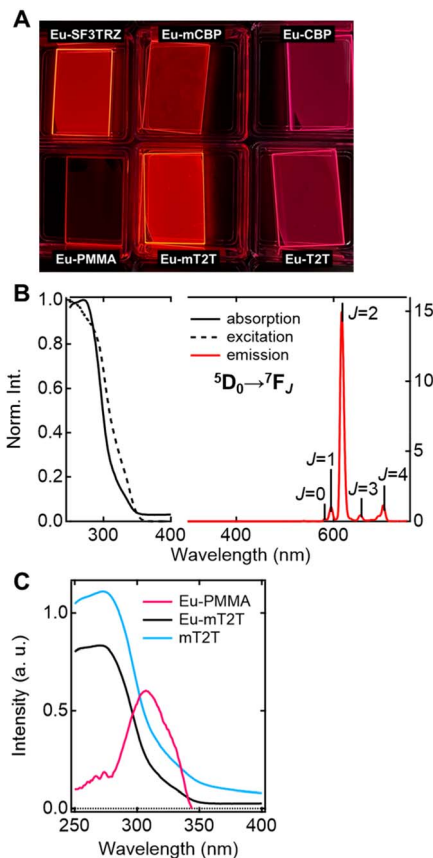 A
Eu-SF3TRZ Eu-mCBP Eu-CBP
Eu-PMMA Eu-mT2T Eu-T2T
B
1.0
0.8
0.6
0.4
0.2
0.0
Norm. Int.
300 400
absorption
excitation
emission
⁵D₀→⁷F_J
J=0
J=1
J=2
J=3
J=4
400 600
15
10
5
0
Wavelength (nm) Wavelength (nm)
C
Eu-PMMA
Eu-mT2T
mT2T
1.0
0.5
0.0
Intensity (a. u.)
250 300 350 400
Wavelength (nm)